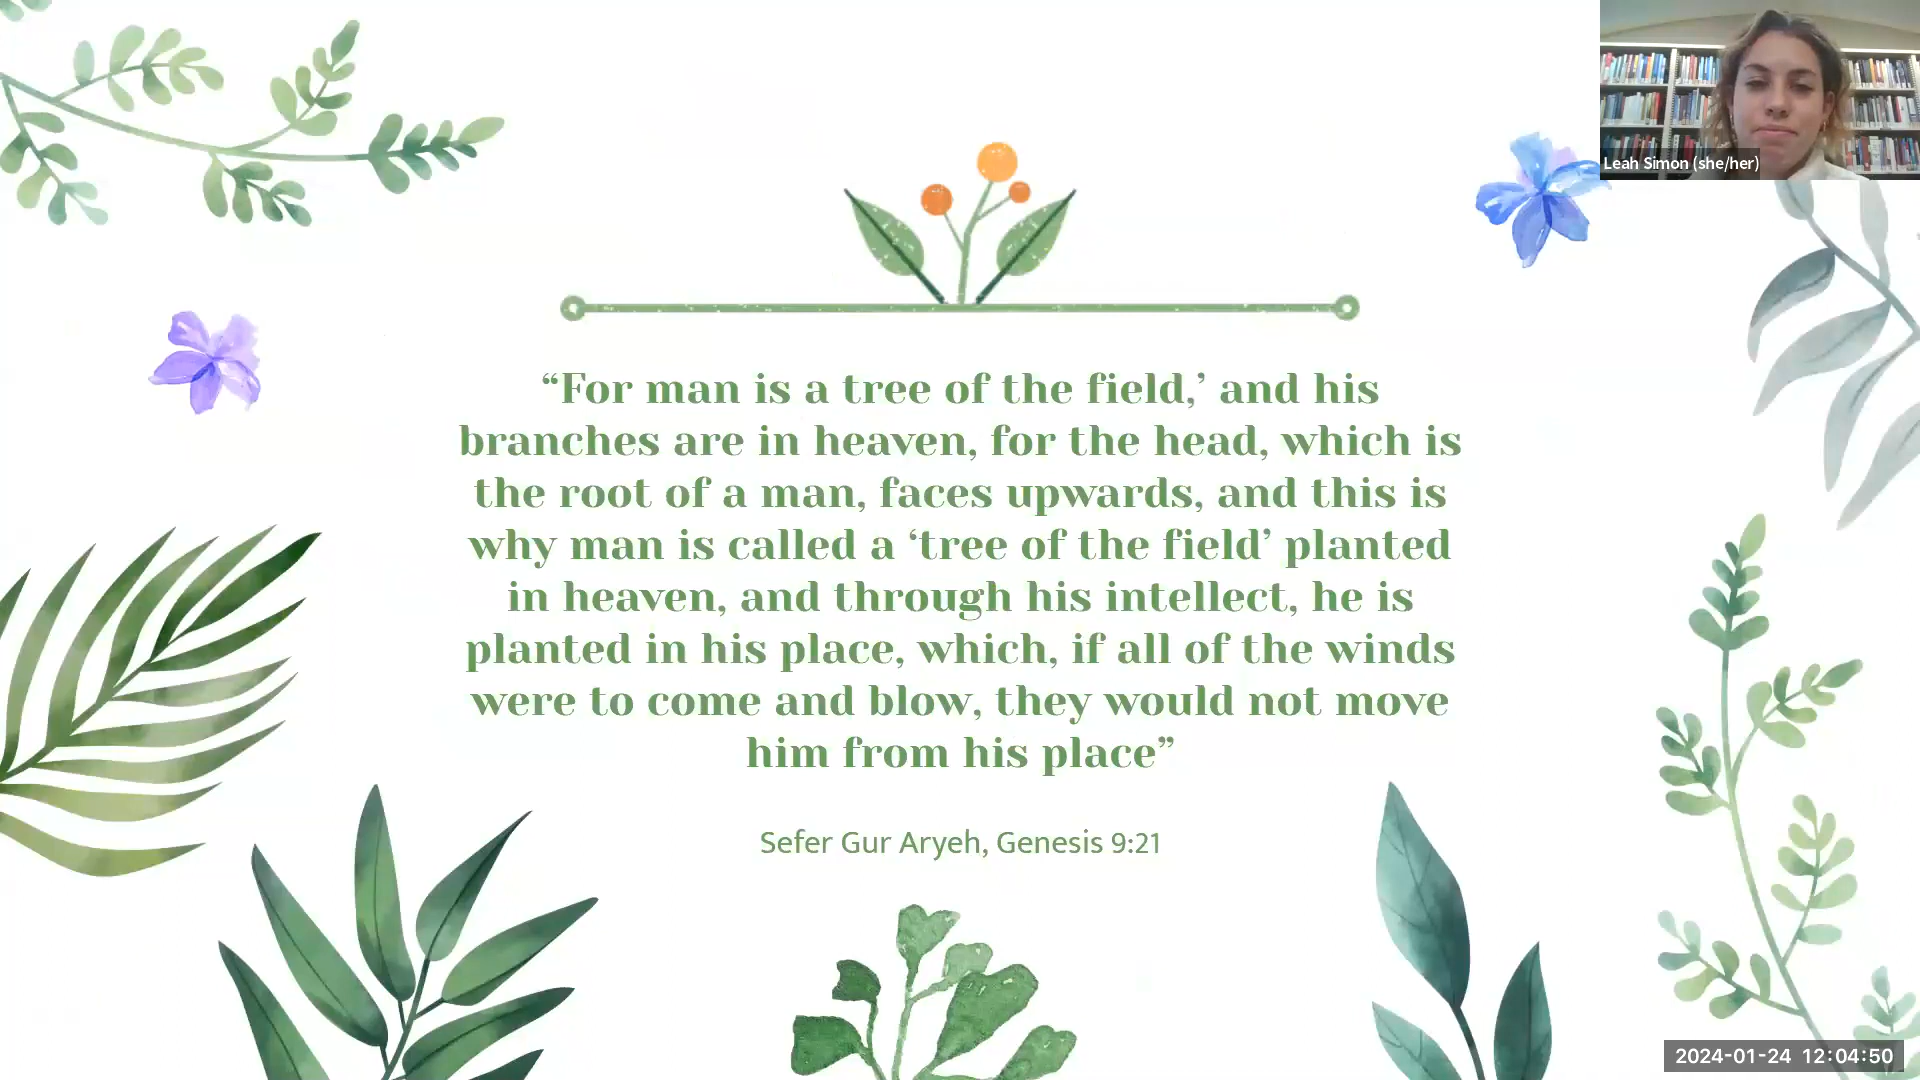 Leah Simon (she/her)
“For man is a tree of the field,’ and his
branches are in heaven, for the head, which is
the root of a man, faces upwards, and this is
why man is called a ‘tree of the field’ planted
in heaven, and through his intellect, he is
planted in his place, which, if all of the winds
were to come and blow, they would not move
him from his place”
Sefer Gur Aryeh, Genesis 9:21
2024-01-24 12:04:50